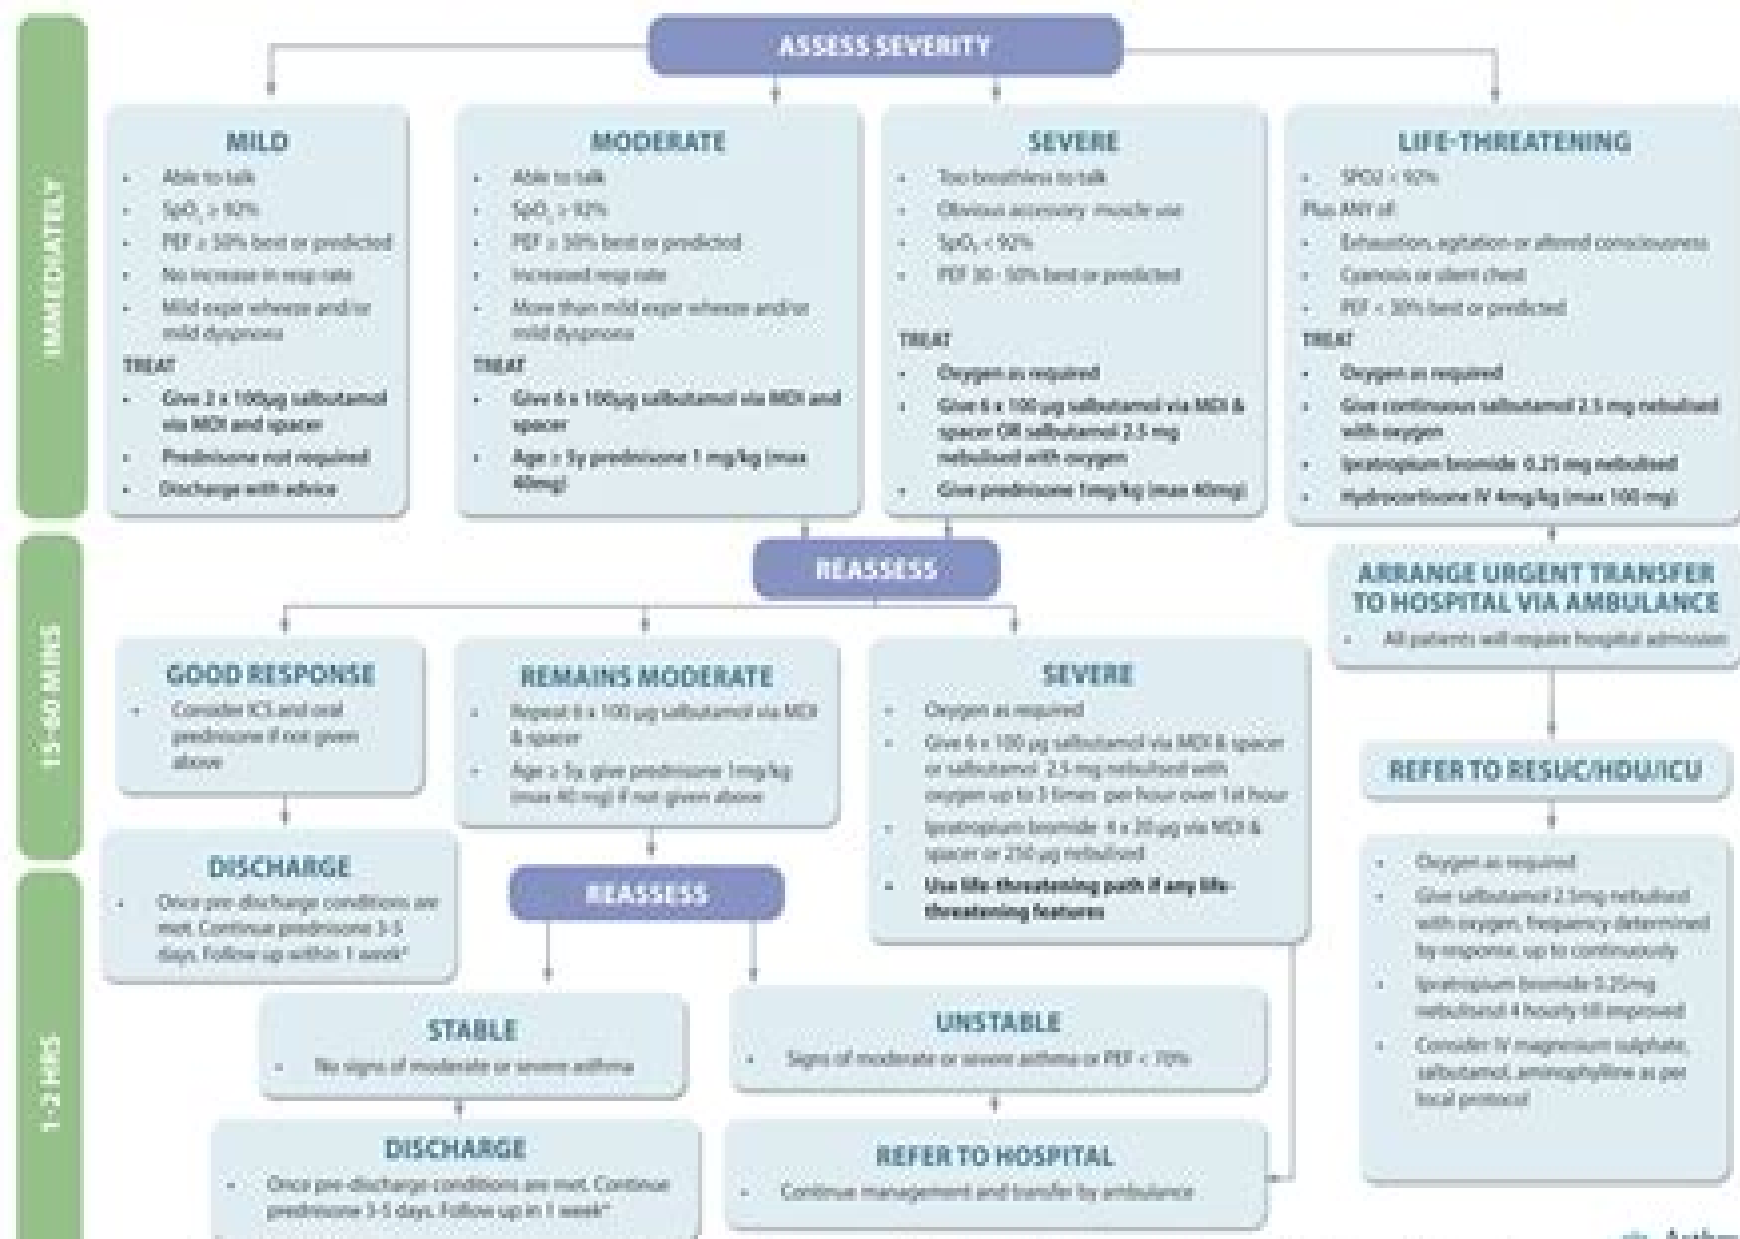 IMMEDIATELY
ASSESS SEVERITY
MILD
• Able to talk
• SpO₂ ≥ 92%
• PEF ≥ 50% best or predicted
• No increase in resp rate
• Mild expir wheeze and/or
mild dyspnoea
TREAT
• Give 2 x 100µg salbutamol
via MDI and spacer
• Prednisone not required
• Discharge with advice
MODERATE
• Able to talk
• SpO₂ ≥ 92%
• PEF ≥ 50% best or predicted
• Increased resp rate
• More than mild expir wheeze and/or
mild dyspnoea
TREAT
• Give 6 x 100µg salbutamol via MDI and
spacer
• Age ≥ 5y prednisone 1 mg/kg (max
40mg)
SEVERE
• Too breathless to talk
• Obvious accessory muscle use
• SpO₂ < 92%
• PEF 30 - 50% best or predicted
TREAT
• Oxygen as required
• Give 6 x 100 µg salbutamol via MDI &
spacer OR salbutamol 2.5 mg
nebulised with oxygen
• Give prednisone 1mg/kg (max 40mg)
LIFE-THREATENING
• SPO2 < 92%
Plus ANY of:
• Exhaustion, agitation or altered consciousness
• Cyanosis or silent chest
• PEF < 30% best or predicted
TREAT
• Oxygen as required
• Give continuous salbutamol 2.5 mg nebulised
with oxygen
• Ipratropium bromide 0.25 mg nebulised
• Hydrocortisone IV 4mg/kg (max 100 mg)
15-60 MINS
REASSESS
ARRANGE URGENT TRANSFER
TO HOSPITAL VIA AMBULANCE
• All patients will require hospital admission
GOOD RESPONSE
• Consider ICS and oral
prednisone if not given
above
REMAINS MODERATE
• Repeat 6 x 100 µg salbutamol via MDI
& spacer
• Age ≥ 5y, give prednisone 1mg/kg
(max 40 mg) if not given above
SEVERE
• Oxygen as required
• Give 6 x 100 µg salbutamol via MDI & spacer
or salbutamol 2.5 mg nebulised with
oxygen up to 3 times per hour over 1st hour
• Ipratropium bromide 4 x 20 µg via MDI &
spacer or 250 µg nebulised
• Use life-threatening path if any life-
threatening features
REFER TO RESUC/HDU/ICU
• Oxygen as required
• Give salbutamol 2.5mg nebulised
with oxygen, frequency determined
by response, up to continuously
• Ipratropium bromide 0.25mg
nebulised 4 hourly till improved
• Consider IV magnesium sulphate,
salbutamol, aminophylline as per
local protocol
DISCHARGE
• Once pre-discharge conditions are
met. Continue prednisone 3-5
days. Follow up within 1 week*
REASSESS
1-2 HRS
STABLE
• No signs of moderate or severe asthma
UNSTABLE
• Signs of moderate or severe asthma or PEF < 70%
DISCHARGE
• Once pre-discharge conditions are met. Continue
prednisone 3-5 days. Follow up in 1 week*
REFER TO HOSPITAL
• Continue management and transfer by ambulance